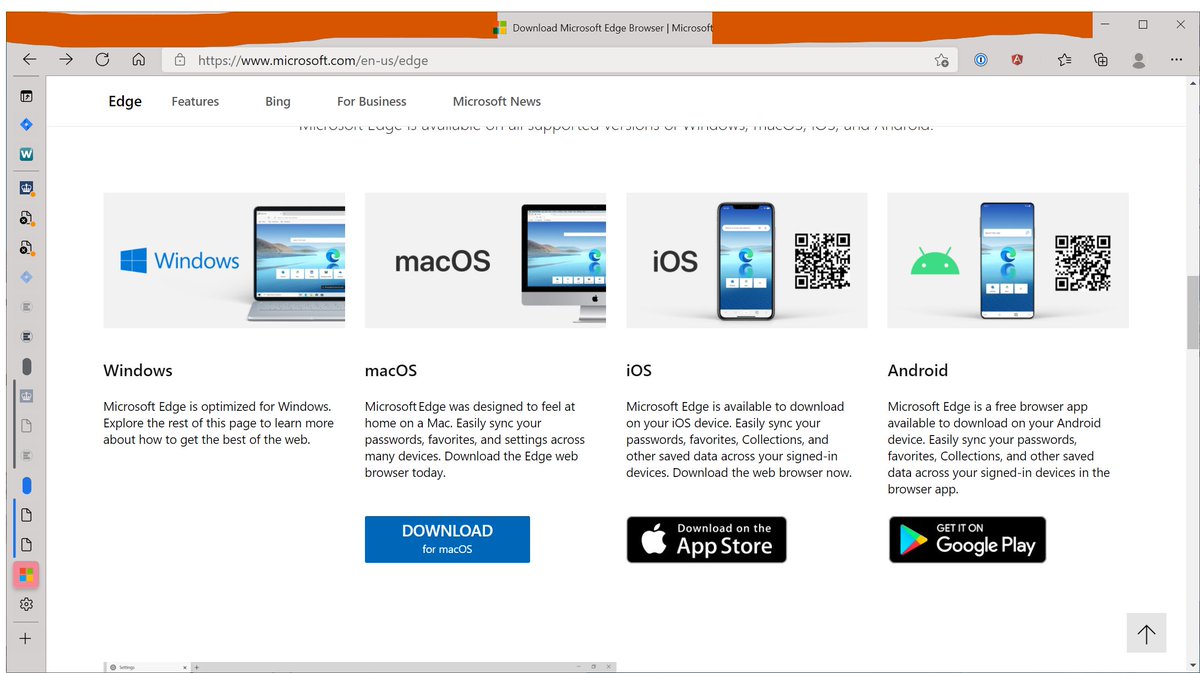 Download Microsoft Edge Browser | Microsoft
https://www.microsoft.com/en-us/edge
W
Edge Features Bing For Business Microsoft News
Microsoft Edge is available on all supported versions of Windows, macOS, iOS, and Android.
Windows
macOS
iOS
Windows macOS iOS Android
Microsoft Edge is optimized for Windows.
Explore the rest of this page to learn more
about how to get the best of the web.
Microsoft Edge was designed to feel at
home on a Mac. Easily sync your
passwords, favorites, and settings across
many devices. Download the Edge web
browser today.
Microsoft Edge is available to download
on your iOS device. Easily sync your
passwords, favorites, Collections, and
other saved data across your signed-in
devices. Download the web browser now.
Microsoft Edge is a free browser app
available to download on your Android
device. Easily sync your passwords,
favorites, Collections, and other saved
data across your signed-in devices in the
browser app.
DOWNLOAD
for macOS
Download on the
App Store
GET IT ON
Google Play
Settings